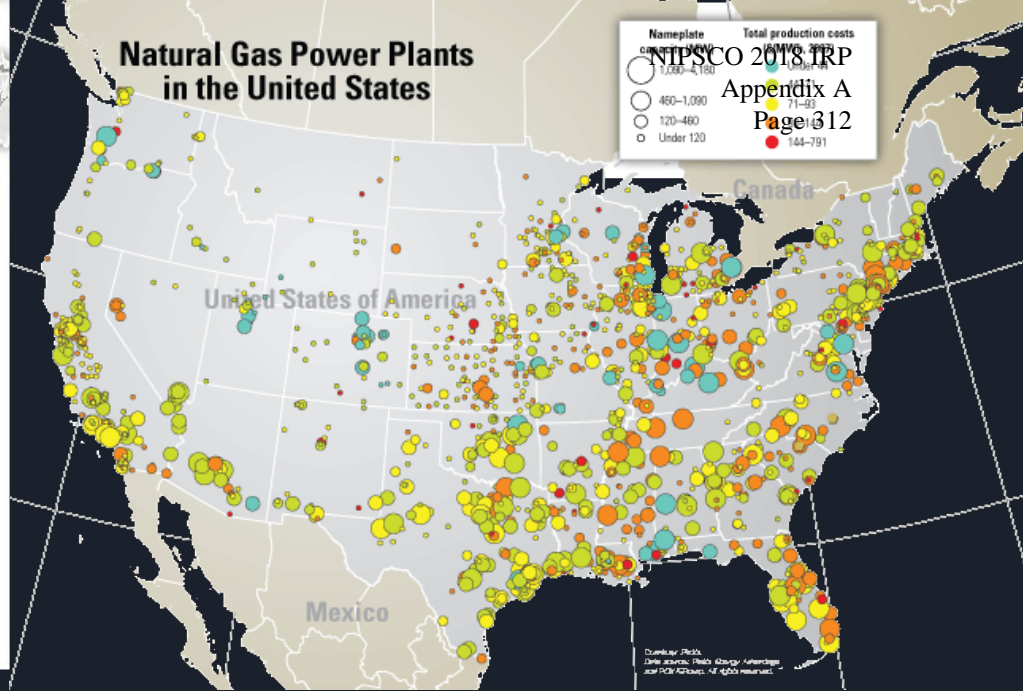 Natural Gas Power Plants
in the United States
Nameplate
Total production costs
NIPSCO 2018 IRP
Appendix A
Page 312
1,090–4,180
460–1,090
120–460
Under 120
71–93
144–791
Canada
United States of America
Mexico